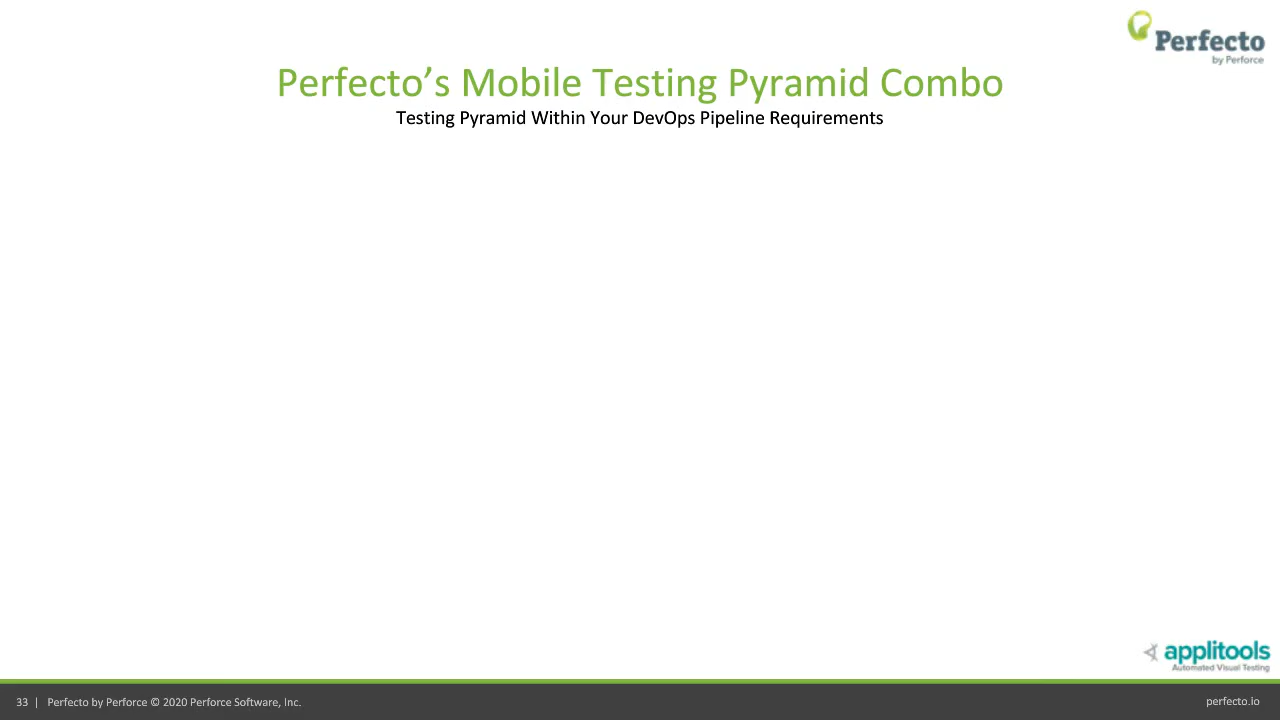 Perfecto
by Perforce
Perfecto’s Mobile Testing Pyramid Combo
Testing Pyramid Within Your DevOps Pipeline Requirements
applitools
Automated Visual Testing
33 | Perfecto by Perforce © 2020 Perforce Software, Inc.
perfecto.io